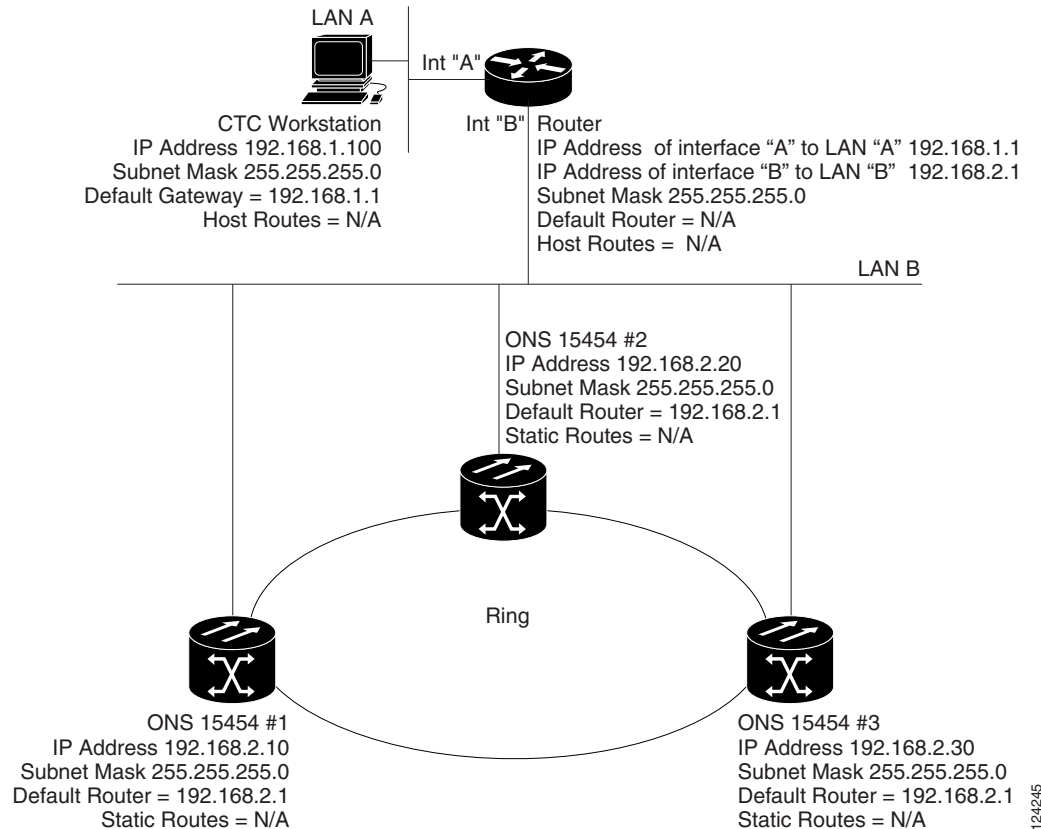 LAN A
Int "A"
CTC Workstation
IP Address 192.168.1.100
Subnet Mask 255.255.255.0
Default Gateway = 192.168.1.1
Host Routes = N/A
Int "B"
Router
IP Address of interface “A” to LAN “A” 192.168.1.1
IP Address of interface “B” to LAN “B” 192.168.2.1
Subnet Mask 255.255.255.0
Default Router = N/A
Host Routes = N/A
LAN B
ONS 15454 #2
IP Address 192.168.2.20
Subnet Mask 255.255.255.0
Default Router = 192.168.2.1
Static Routes = N/A
Ring
ONS 15454 #1
IP Address 192.168.2.10
Subnet Mask 255.255.255.0
Default Router = 192.168.2.1
Static Routes = N/A
ONS 15454 #3
IP Address 192.168.2.30
Subnet Mask 255.255.255.0
Default Router = 192.168.2.1
Static Routes = N/A
124245